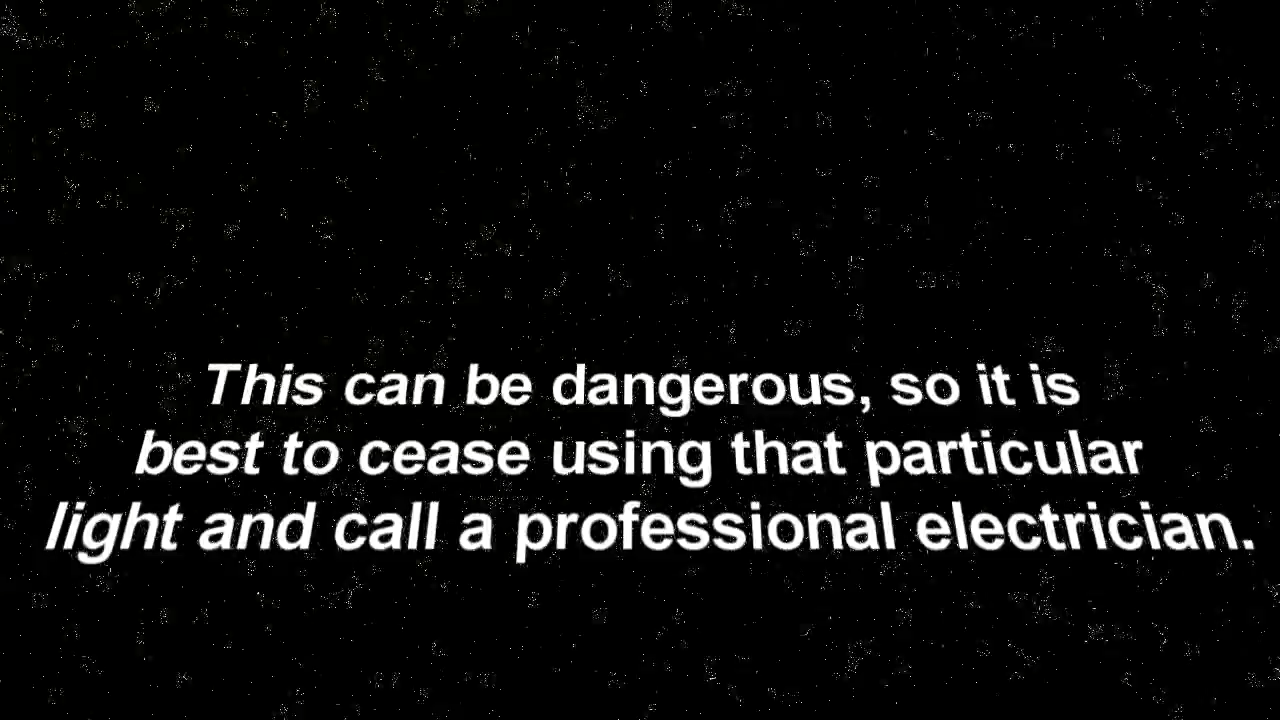 This can be dangerous, so it is
best to cease using that particular
light and call a professional electrician.